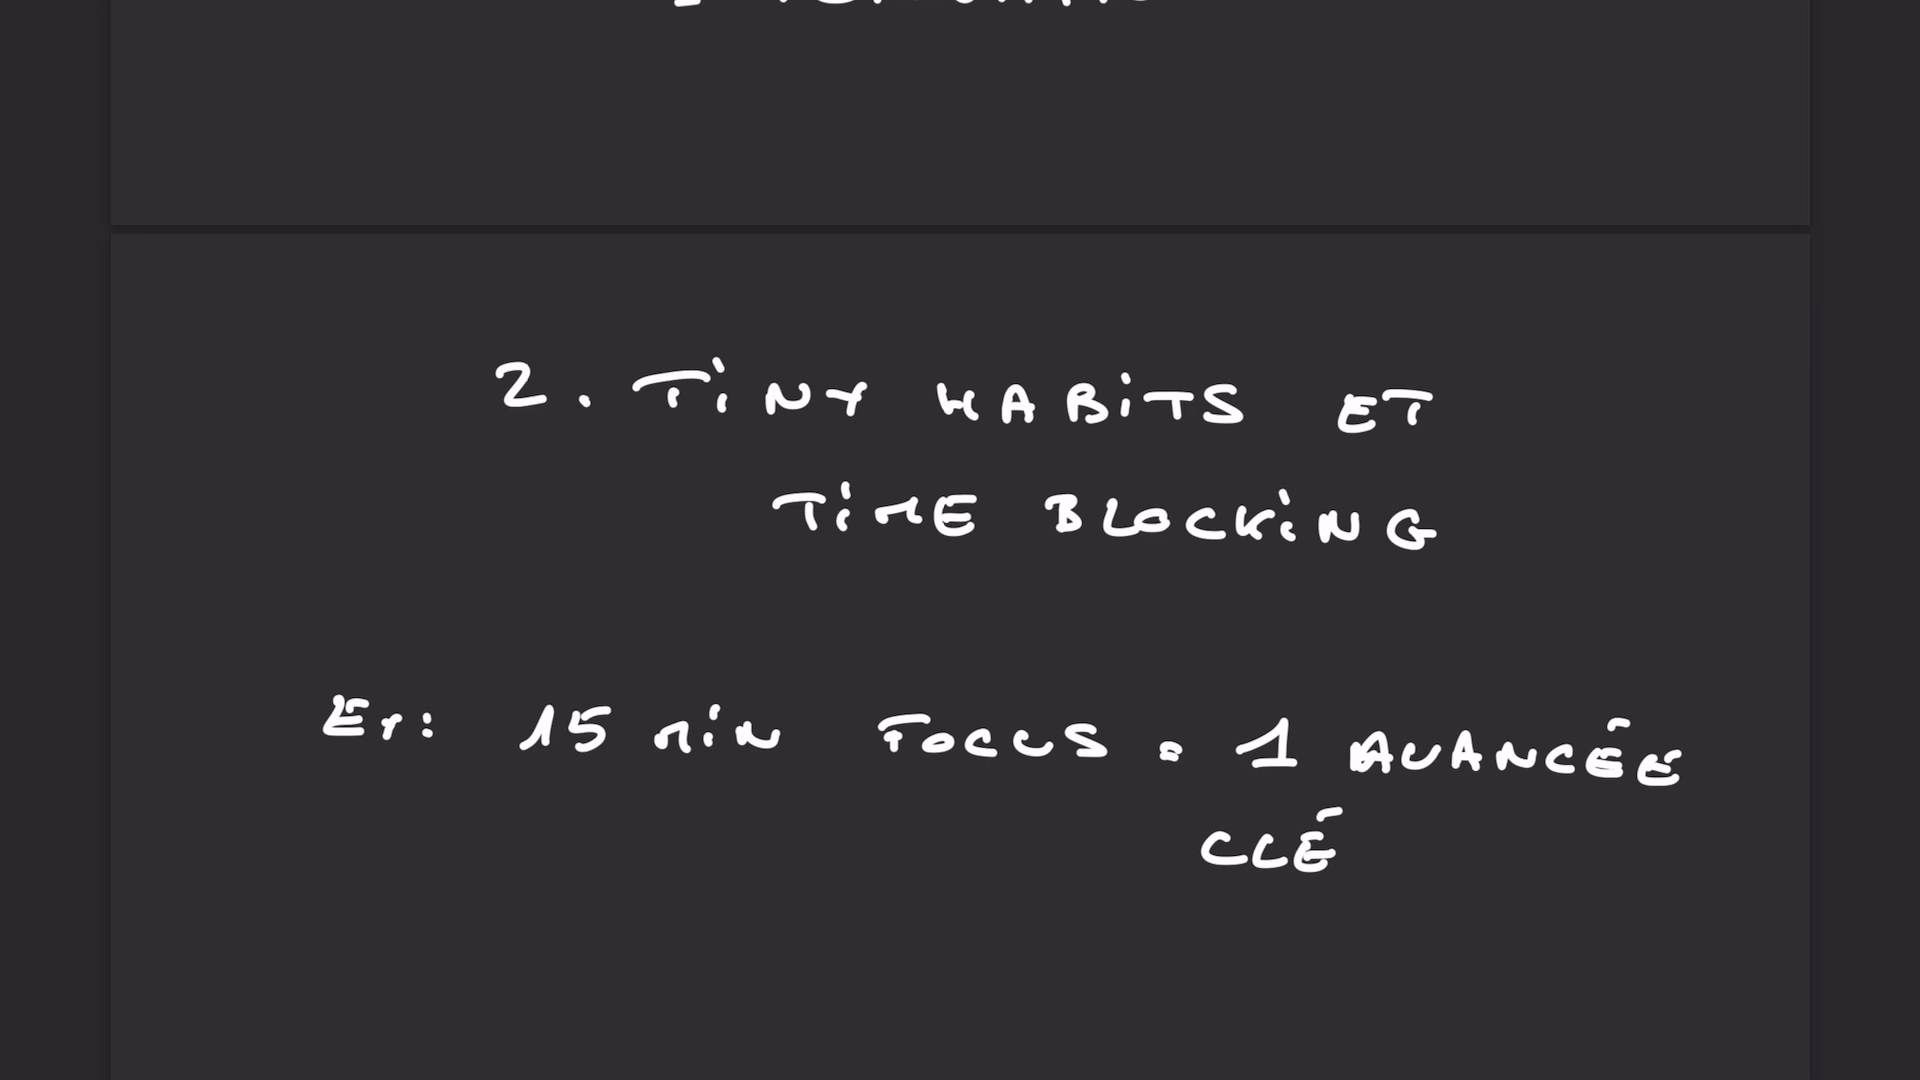 2. TiNY HABiTS ET
TiME BLOCKiNG
Ex: 15 min FOCUS = 1 AVANCÉE
CLÉ